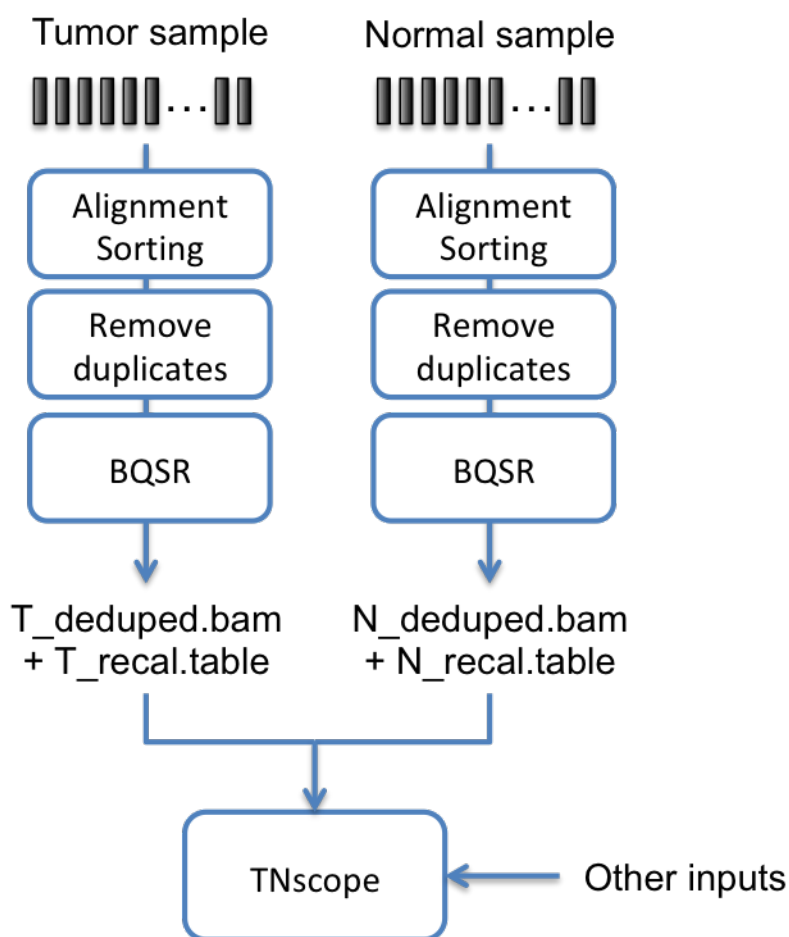 Tumor sample
Normal sample
...
...
Alignment
Sorting
Alignment
Sorting
Remove
duplicates
Remove
duplicates
BQSR
BQSR
T_deduped.bam
+ T_recal.table
N_deduped.bam
+ N_recal.table
TNscope
Other inputs